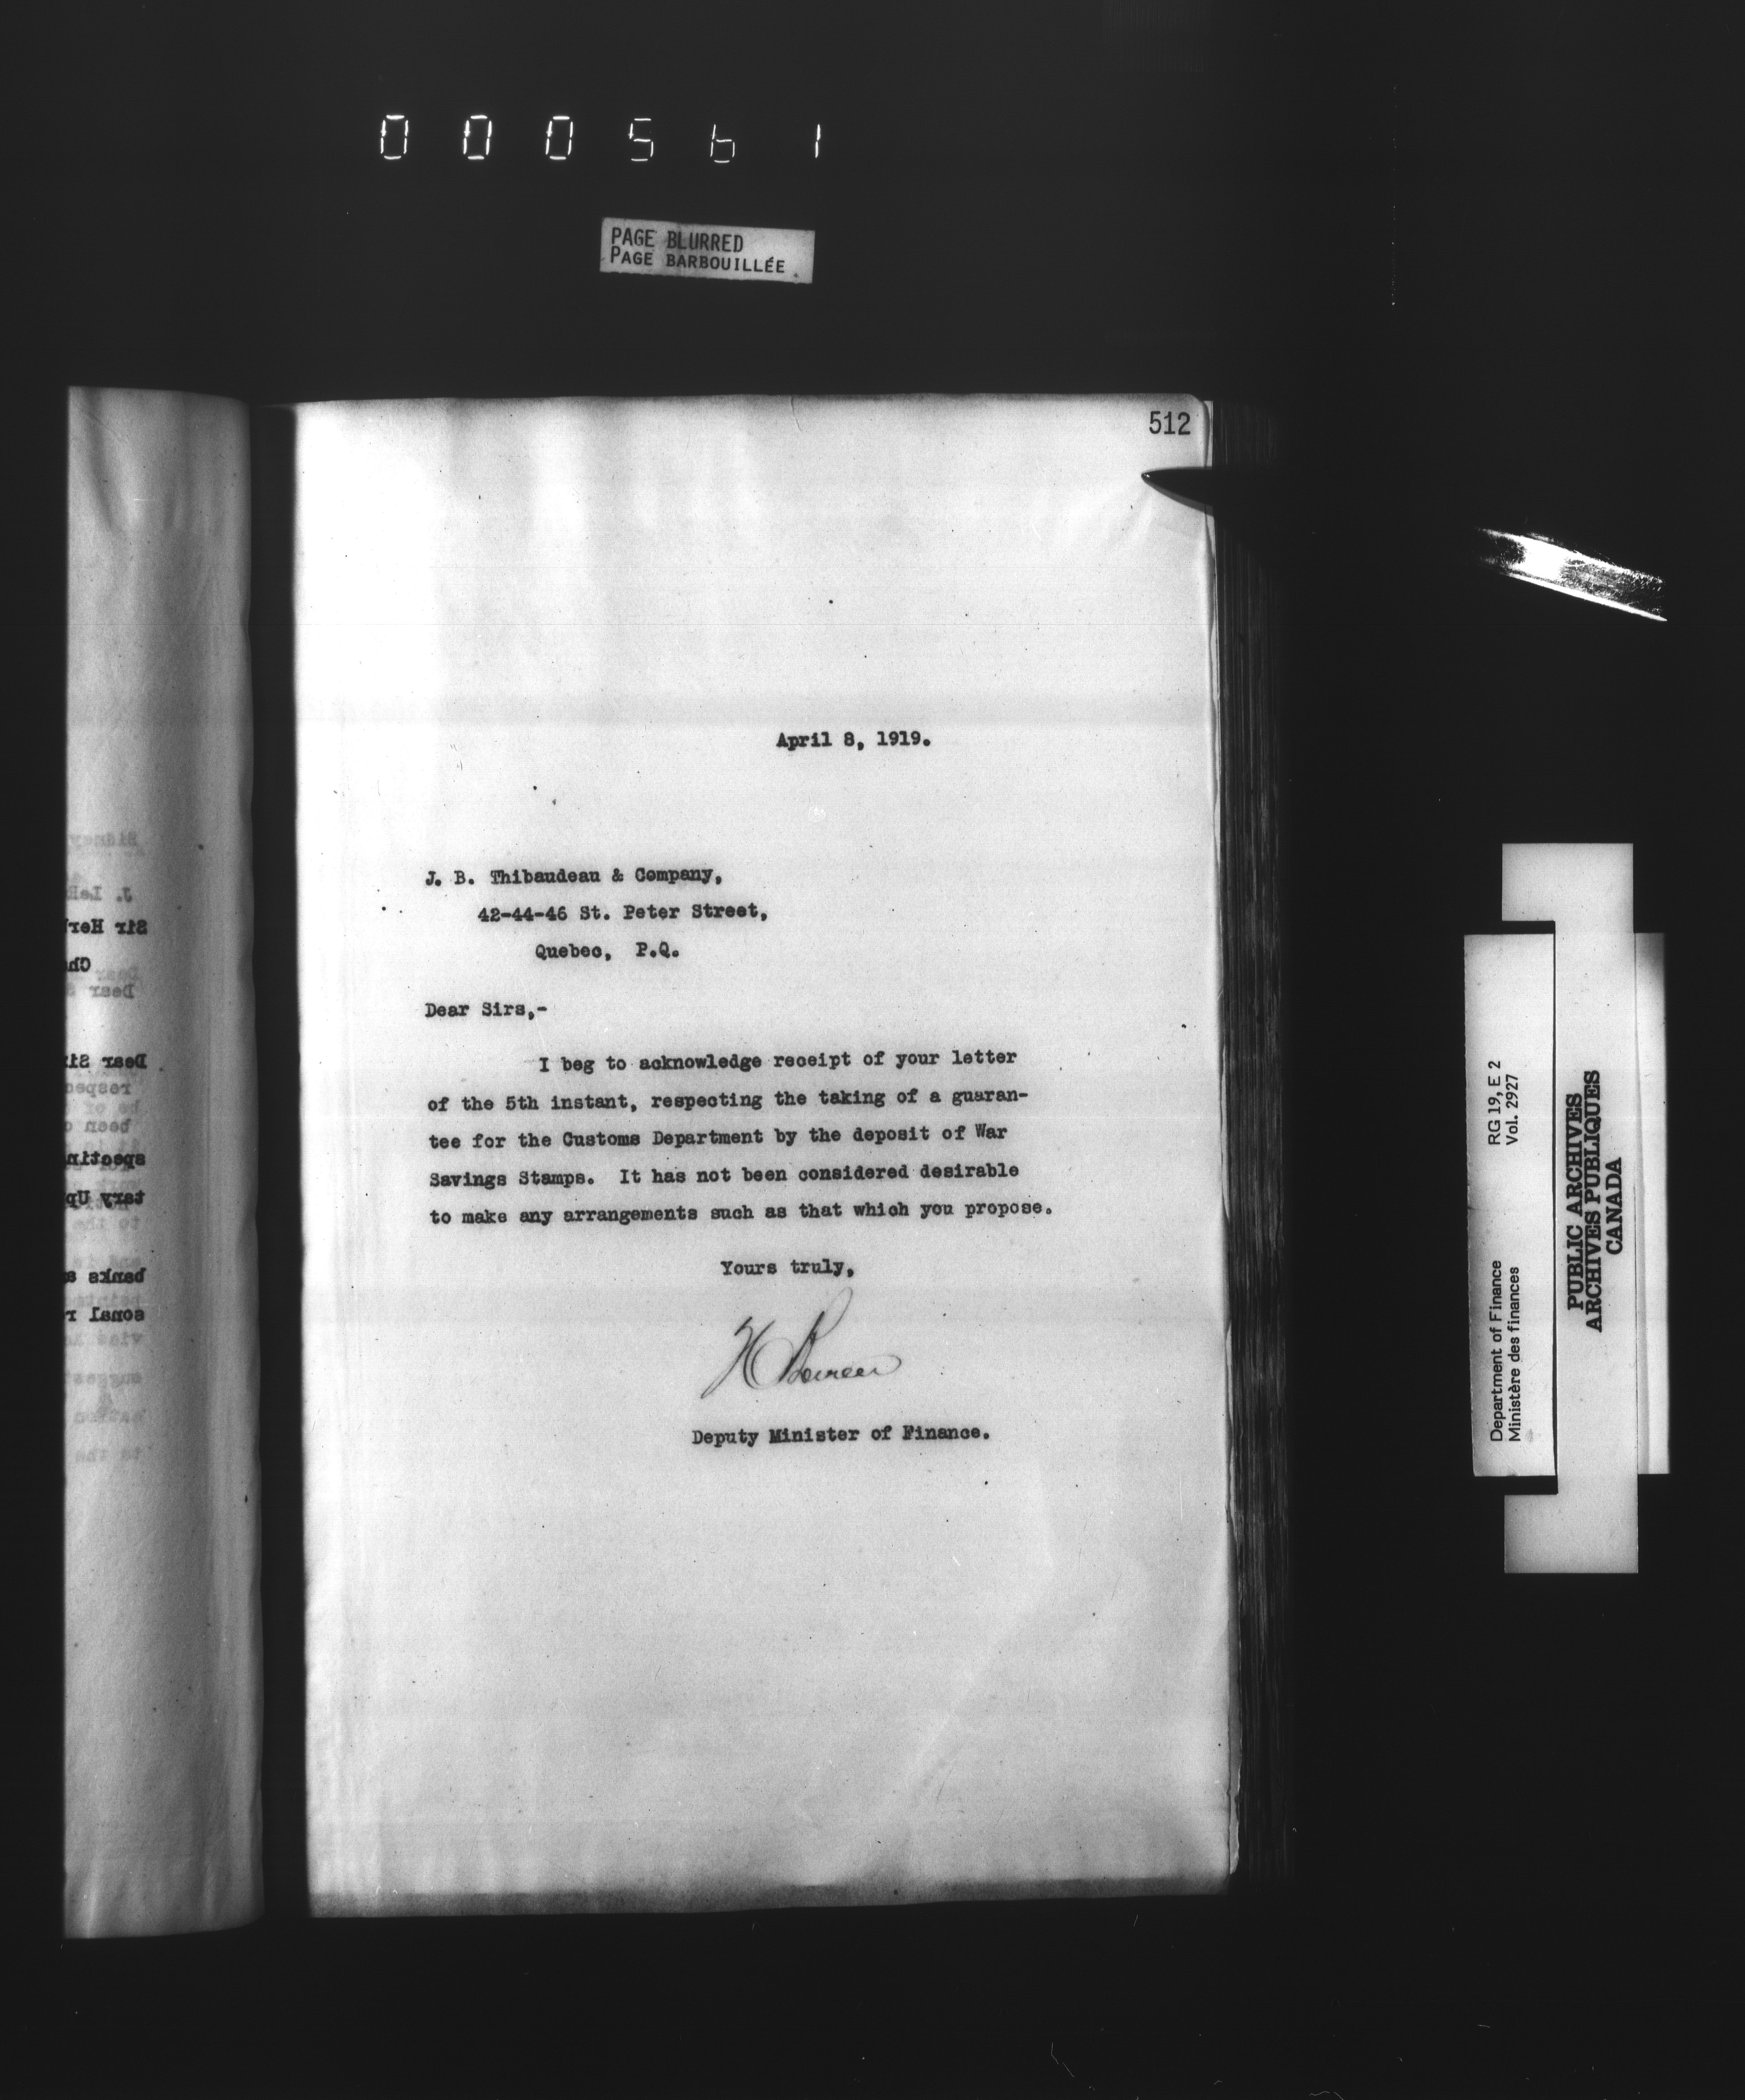 000561
PAGE BLURRED
PAGE BARBOUILLÉE
512
April 8, 1919.
J. B. Thibaudeau & Company,
42-44-46 St. Peter Street,
Quebec, P.Q.
Dear Sirs,-
I beg to acknowledge receipt of your letter
of the 5th instant, respecting the taking of a guaran-
tee for the Customs Department by the deposit of War
Savings Stamps. It has not been considered desirable
to make any arrangements such as that which you propose.
Yours truly,
Deputy Minister of Finance.
Department of Finance RG 19, E 2
Ministère des finances Vol. 2927
PUBLIC ARCHIVES
ARCHIVES PUBLIQUES
CANADA